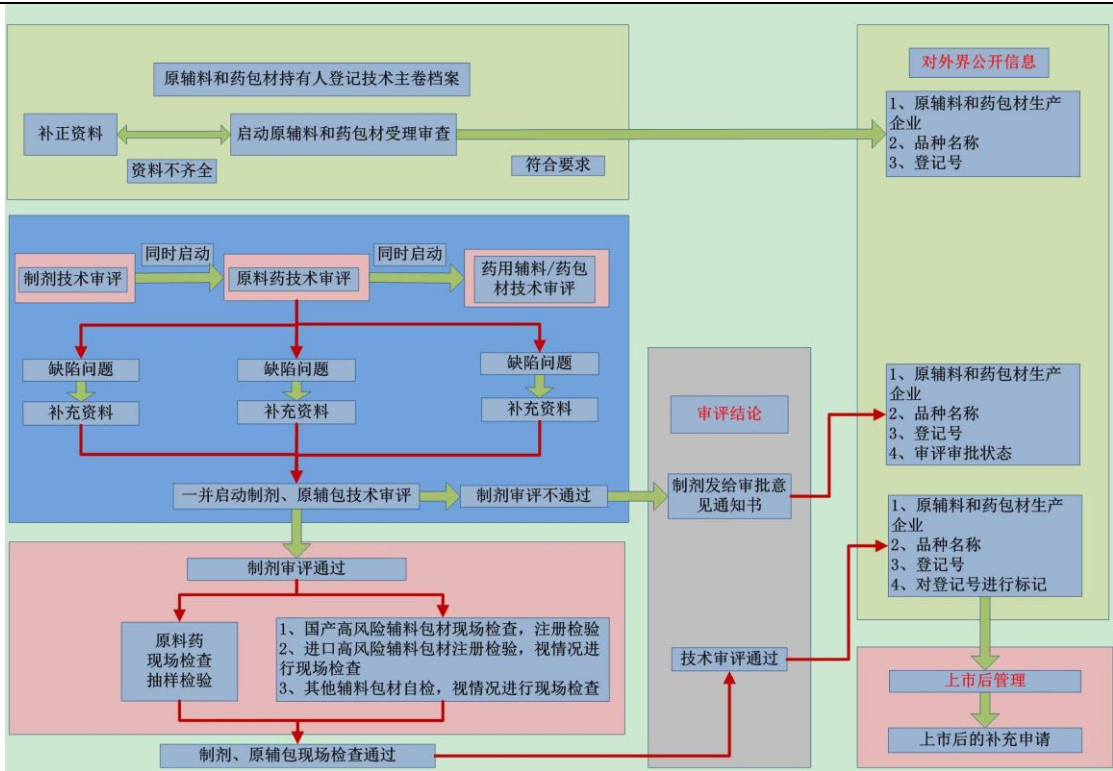 原辅料和药包材持有人登记技术主卷档案
补正资料
启动原辅料和药包材受理审查
资料不齐全
符合要求
对外界公开信息
1、原辅料和药包材生产
企业
2、品种名称
3、登记号
同时启动
同时启动
制剂技术审评
原料药技术审评
药用辅料/药包
材技术审评
缺陷问题
缺陷问题
缺陷问题
补充资料
补充资料
补充资料
一并启动制剂、原辅包技术审评
制剂审评不通过
审评结论
制剂发给审批意
见通知书
1、原辅料和药包材生产
企业
2、品种名称
3、登记号
4、审评审批状态
1、原辅料和药包材生产
企业
2、品种名称
3、登记号
4、对登记号进行标记
制剂审评通过
原料药
现场检查
抽样检验
1、国产高风险辅料包材现场检查，注册检验
2、进口高风险辅料包材注册检验，视情况进
行现场检查
3、其他辅料包材自检，视情况进行现场检查
技术审评通过
制剂、原辅包现场检查通过
上市后管理
上市后的补充申请